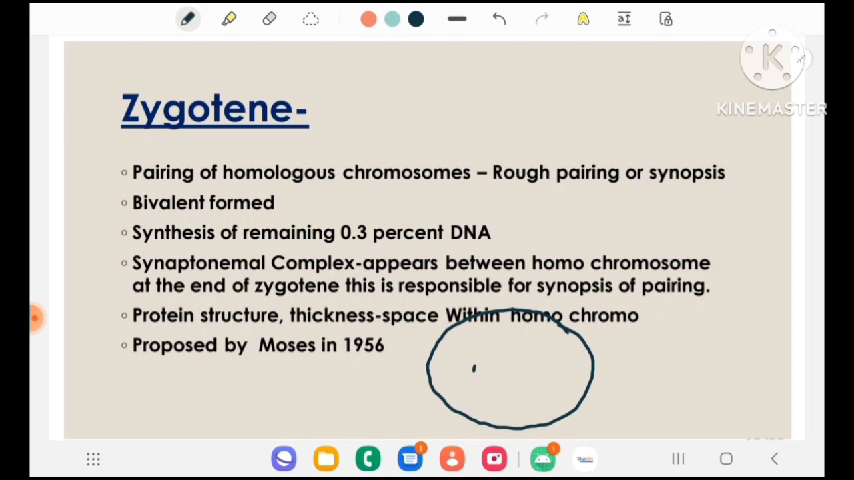 KINEMASTER
Zygotene-
Pairing of homologous chromosomes – Rough pairing or synopsis
Bivalent formed
Synthesis of remaining 0.3 percent DNA
Synaptonemal Complex-appears between homo chromosome
at the end of zygotene this is responsible for synopsis of pairing.
Protein structure, thickness-space Within homo chromo
Proposed by Moses in 1956